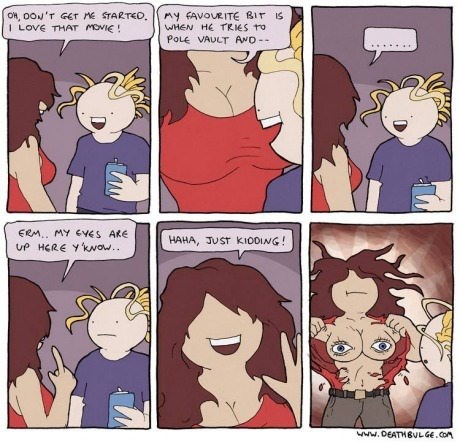 OH, DON'T GET ME STARTED.
I LOVE THAT MOVIE!
MY FAVOURITE BIT IS
WHEN HE TRIES TO
POLE VAULT AND--
.......
ERM.. MY EYES ARE
UP HERE Y'KNOW..
HAHA, JUST KIDDING!
WWW.DEATHBULGE.COM